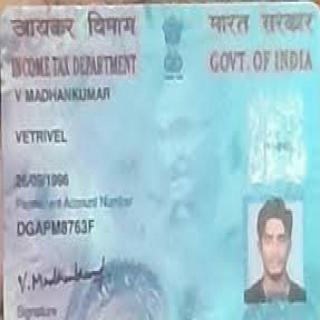 आयकर विभाग
भारत सरकार
INCOME TAX DEPARTMENT
GOVT. OF INDIA
V MADHANKUMAR
VETRIVEL
26/09/1996
Permanent Account Number
DGAPM8763F
V. Madhankumar
Signature